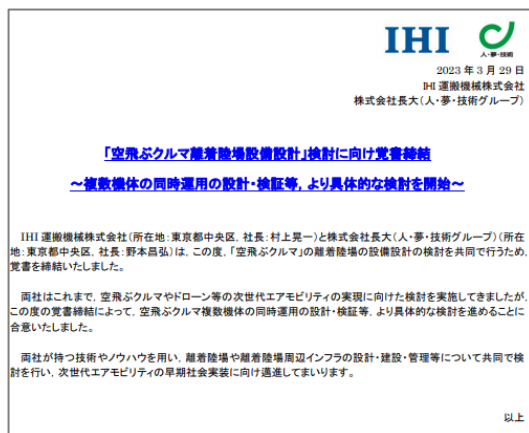 IHI
人・夢・技術
2023 年 3 月 29 日
IHI 運搬機械株式会社
株式会社長大（人・夢・技術グループ）
「空飛ぶクルマ離着陸場設備設計」検討に向け覚書締結
～複数機体の同時運用の設計・検証等，より具体的な検討を開始～
IHI 運搬機械株式会社（所在地：東京都中央区，社長：村上晃一）と株式会社長大（人・夢・技術グループ）（所在
地：東京都中央区，社長：野本昌弘）は，この度，「空飛ぶクルマ」の離着陸場の設備設計の検討を共同で行うため，
覚書を締結いたしました。
両社はこれまで，空飛ぶクルマやドローン等の次世代エアモビリティの実現に向けた検討を実施してきましたが，
この度の覚書締結によって，空飛ぶクルマ複数機体の同時運用の設計・検証等，より具体的な検討を進めることに
合意いたしました。
両社が持つ技術やノウハウを用い，離着陸場や離着陸場周辺インフラの設計・建設・管理等について共同で検
討を行い，次世代エアモビリティの早期社会実装に向け邁進してまいります。
以上